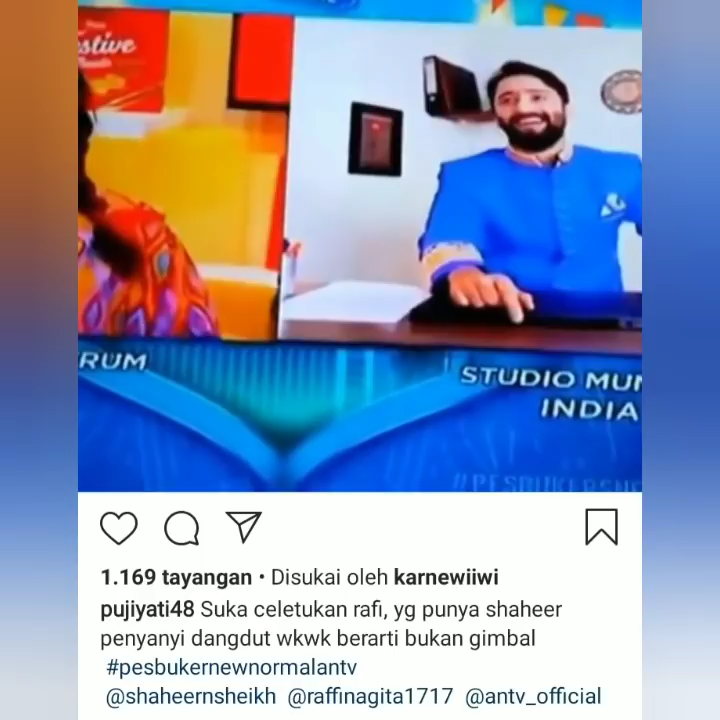 stive
RUM
STUDIO MU
INDIA
#PESBUKERSN
1.169 tayangan • Disukai oleh karnewiiwi
pujiyati48 Suka celetukan rafi, yg punya shaheer
penyanyi dangdut wkwk berarti bukan gimbal
#pesbukernewnormalantv
@shaheernsheikh @raffinagita1717 @antv_official